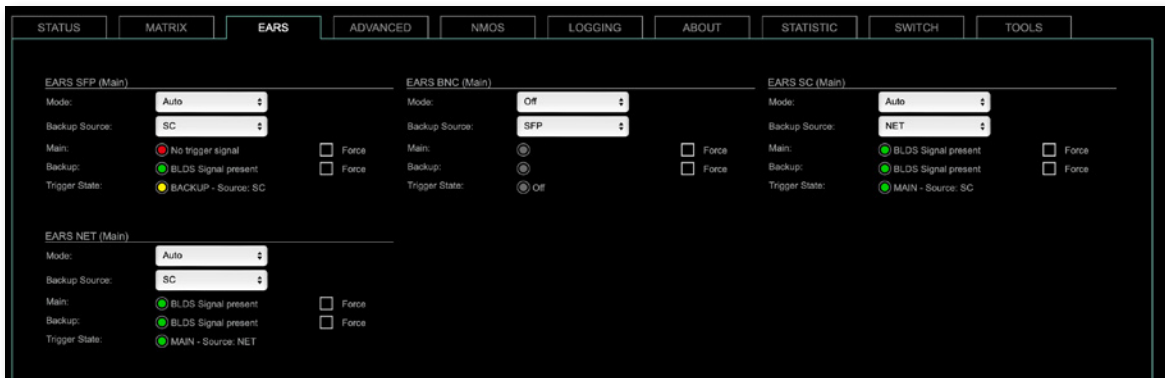 STATUS MATRIX EARS ADVANCED NMOS LOGGING ABOUT STATISTIC SWITCH TOOLS
EARS SFP (Main)
Mode: Auto
Backup Source: SC
Main: No trigger signal Force
Backup: BLDS Signal present Force
Trigger State: BACKUP - Source: SC
EARS BNC (Main)
Mode: Off
Backup Source: SFP
Main: Force
Backup: Force
Trigger State: Off
EARS SC (Main)
Mode: Auto
Backup Source: NET
Main: BLDS Signal present Force
Backup: BLDS Signal present Force
Trigger State: MAIN - Source: SC
EARS NET (Main)
Mode: Auto
Backup Source: SC
Main: BLDS Signal present Force
Backup: BLDS Signal present Force
Trigger State: MAIN - Source: NET